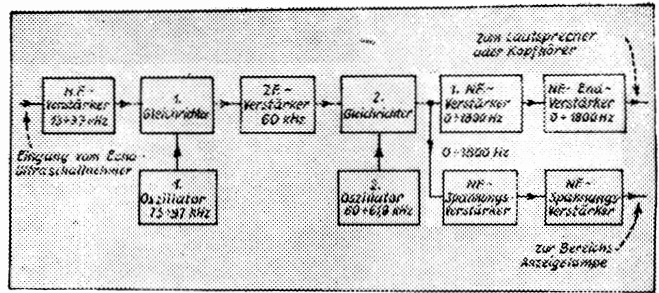 zum Lautsprecher
oder Kopfhörer
H.F.-
Verstärker
15÷37 kHz
1.
Gleichrichter
ZF.-
Verstärker
60 kHz
2.
Gleichrichter
1. NF.-
Verstärker
0÷1800 Hz
NF- End-
Verstärker
0÷1800 Hz
Eingang vom Echo-
Ultraschallnehmer
0÷1800 Hz
1.
Oszillator
75÷97 kHz
2.
Oszillator
60÷61,8 kHz
NF-
Spannungs-
verstärker
NF-
Spannungs-
verstärker
zur Bereichs-
Anzeigelampe